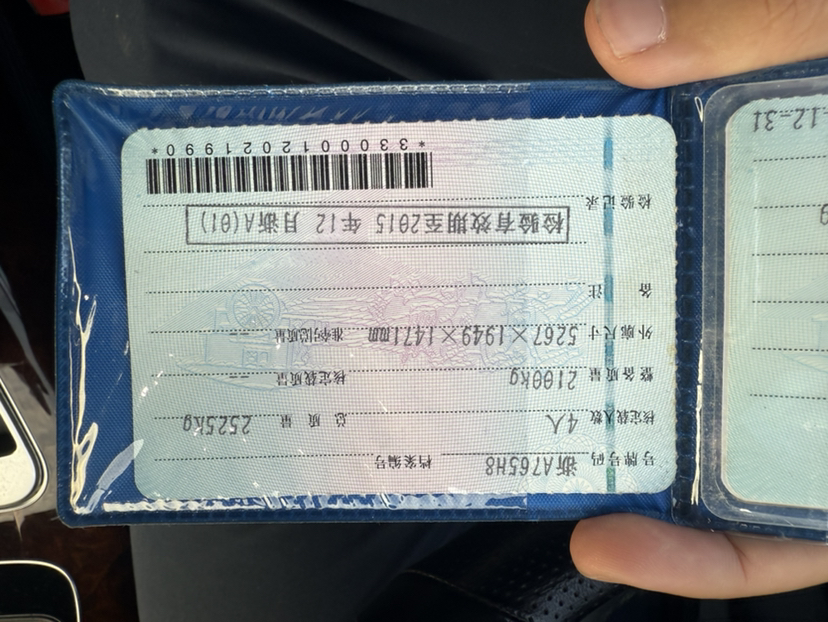 号牌号码 浙A765H8 档案编号
核定载人数 4人 总质量 2525kg
整备质量 2100kg 核定载质量 --
外廓尺寸 5267×1949×1471mm 准牵引总质量 --
备注
检验有效期至2015年12月浙A(01)
检验记录
*3300012021990*
-12-31